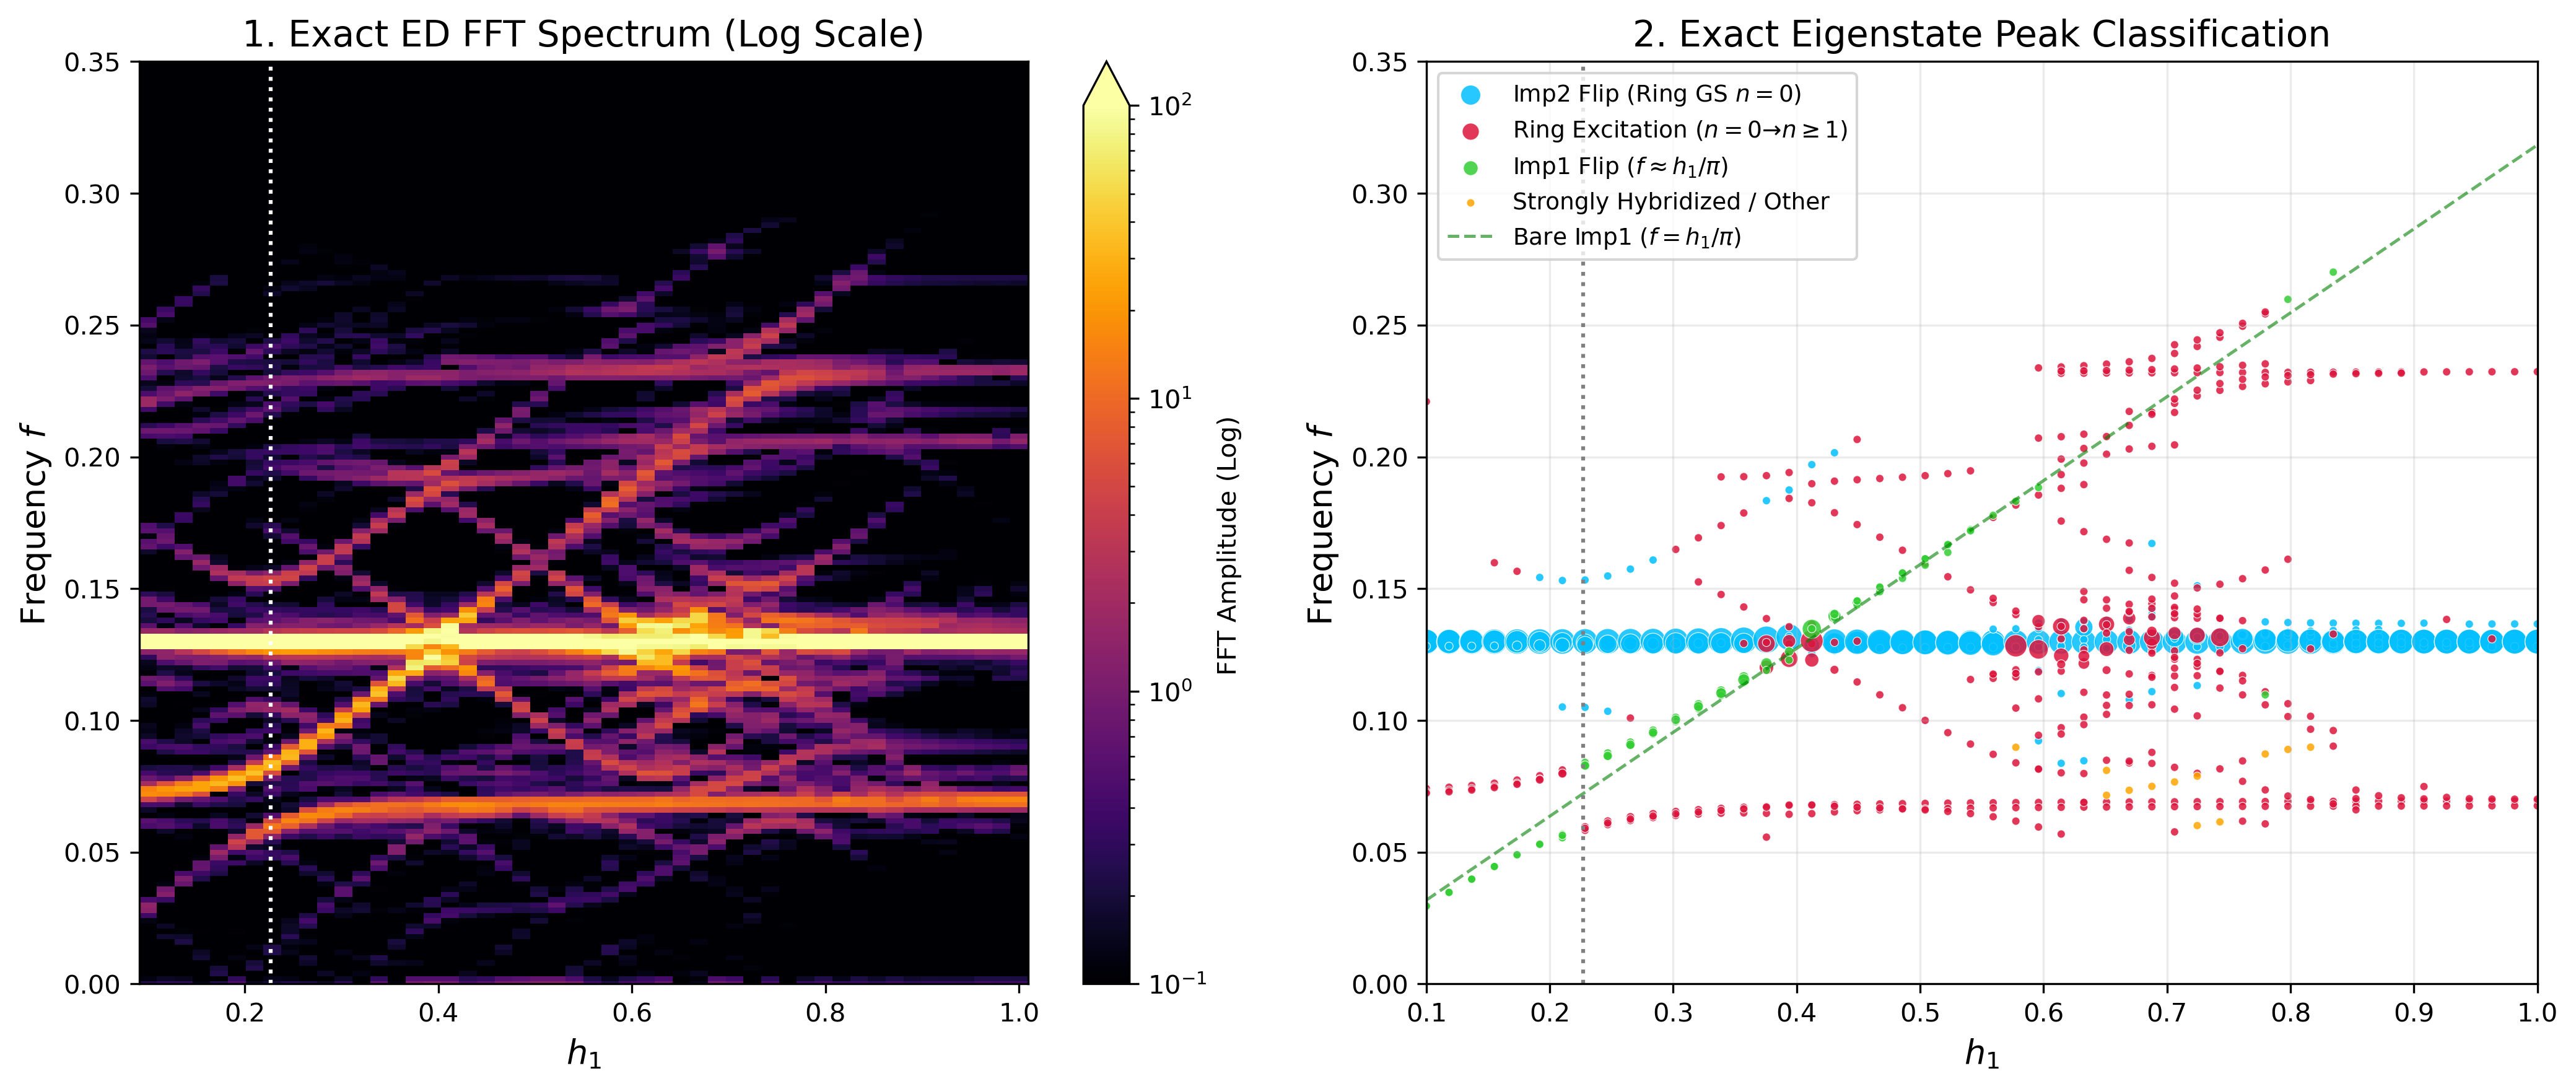 1. Exact ED FFT Spectrum (Log Scale)
Frequency f
0.35
0.30
0.25
0.20
0.15
0.10
0.05
0.00
0.2
0.4
0.6
0.8
1.0
h₁
10²
10¹
10⁰
10⁻¹
FFT Amplitude (Log)
2. Exact Eigenstate Peak Classification
Frequency f
0.35
0.30
0.25
0.20
0.15
0.10
0.05
0.00
Imp2 Flip (Ring GS n = 0)
Ring Excitation (n = 0→n ≥ 1)
Imp1 Flip (f ≈ h₁/π)
Strongly Hybridized / Other
Bare Imp1 (f = h₁/π)
0.1
0.2
0.3
0.4
0.5
0.6
0.7
0.8
0.9
1.0
h₁